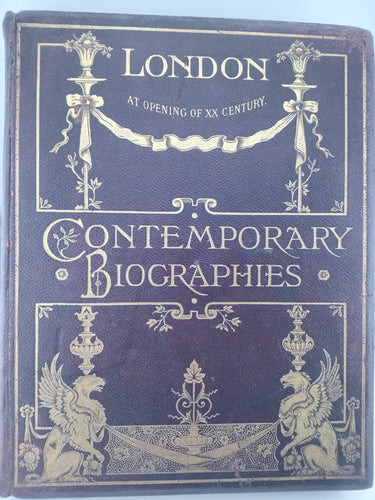 LONDON
AT OPENING OF XX CENTURY.
CONTEMPORARY
BIOGRAPHIES